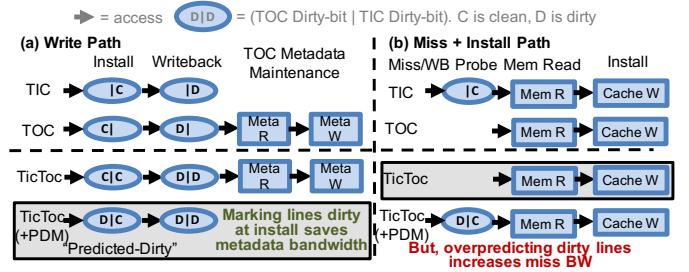 = access D|D = (TOC Dirty-bit | TIC Dirty-bit). C is clean, D is dirty
(a) Write Path
Install Writeback TOC Metadata Maintenance
TIC |C |D
TOC C| D| Meta R Meta W
TicToc C|C D|D Meta R Meta W
TicToc (+PDM) D|C D|D
"Predicted-Dirty"
Marking lines dirty
at install saves
metadata bandwidth
(b) Miss + Install Path
Miss/WB Probe Mem Read Install
TIC |C Mem R Cache W
TOC Mem R Cache W
TicToc Mem R Cache W
TicToc (+PDM) D|C Mem R Cache W
But, overpredicting dirty lines
increases miss BW